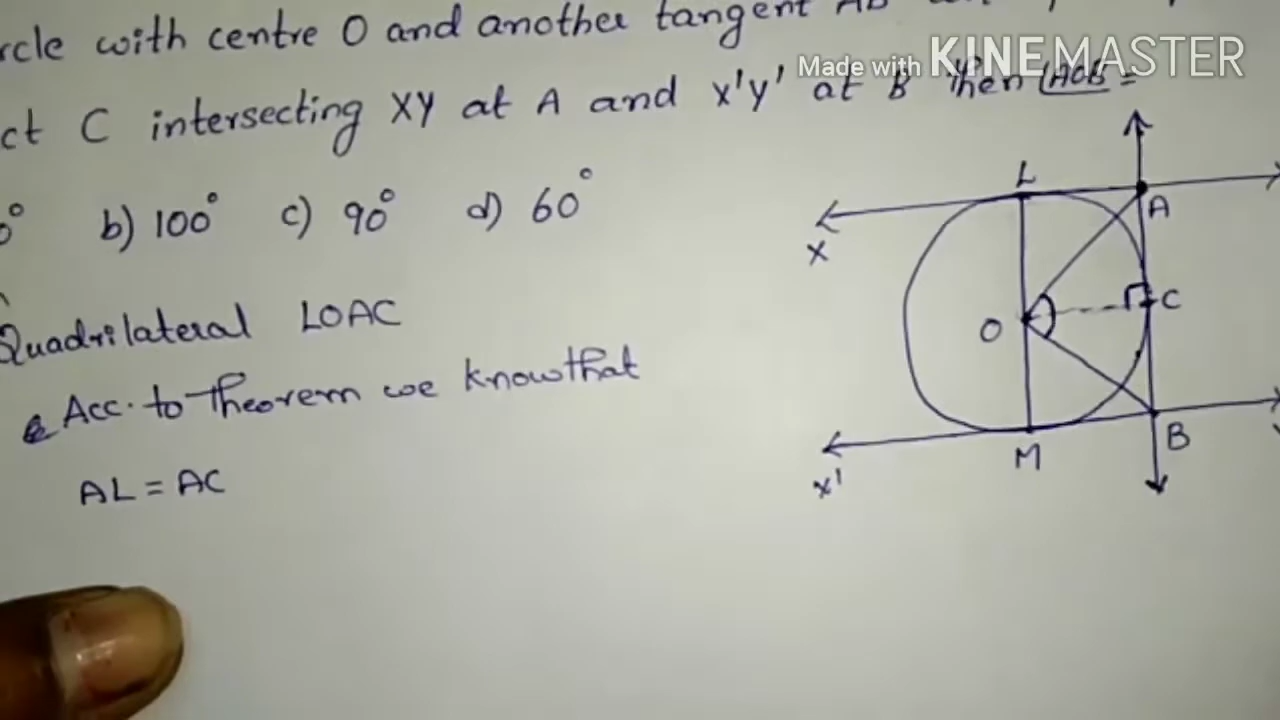 rcle with centre O and another tangent AB
Made with KINEMASTER
ct C intersecting XY at A and x'y' at B then ∠AOB =
0° b) 100° c) 90° d) 60°
L
A
X
C
O
B
M
X'
Quadrilateral LOAC
Acc. to Theorem we know that
AL = AC